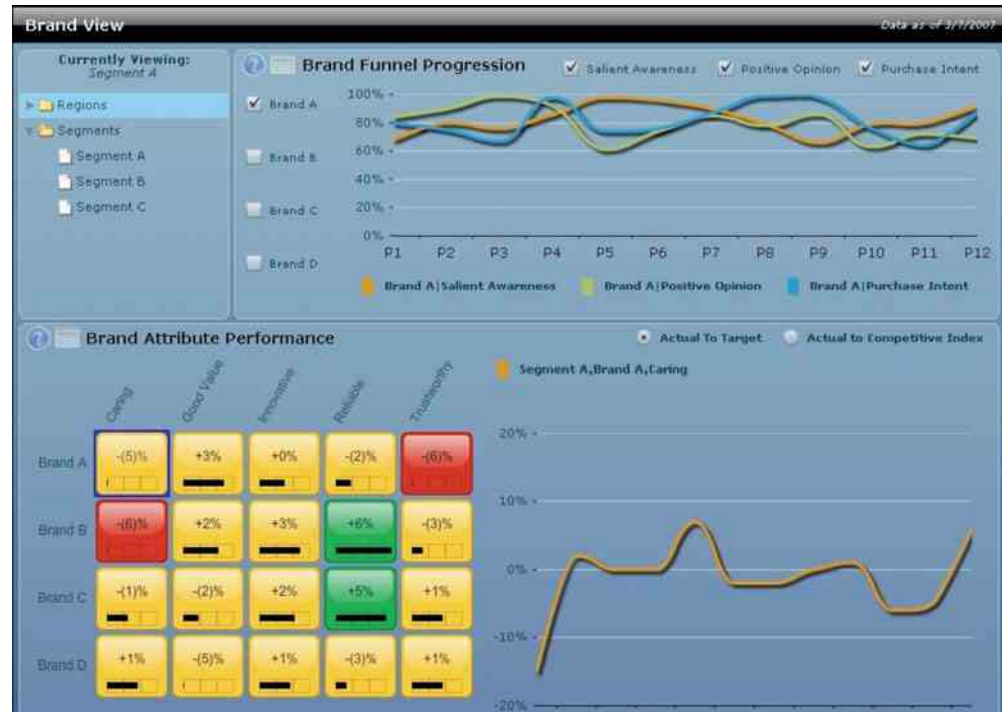 Brand View
Data as of 3/7/2007
Currently Viewing:
Segment A
Regions
Segments
Segment A
Segment B
Segment C
? Brand Funnel Progression
Salient Awareness Positive Opinion Purchase Intent
Brand A
Brand B
Brand C
Brand D
100%
80%
60%
40%
20%
0%
P1 P2 P3 P4 P5 P6 P7 P8 P9 P10 P11 P12
Brand A|Salient Awareness Brand A|Positive Opinion Brand A|Purchase Intent
? Brand Attribute Performance
Actual To Target Actual to Competitive Index
Caring Good Value Innovative Reliable Trustworthy
Brand A -(5)% +3% +0% -(2)% -(6)%
Brand B -(6)% +2% +3% +6% -(3)%
Brand C -(1)% -(2)% +2% +5% +1%
Brand D +1% -(5)% +1% -(3)% +1%
Segment A,Brand A,Caring
20%
10%
0%
-10%
-20%